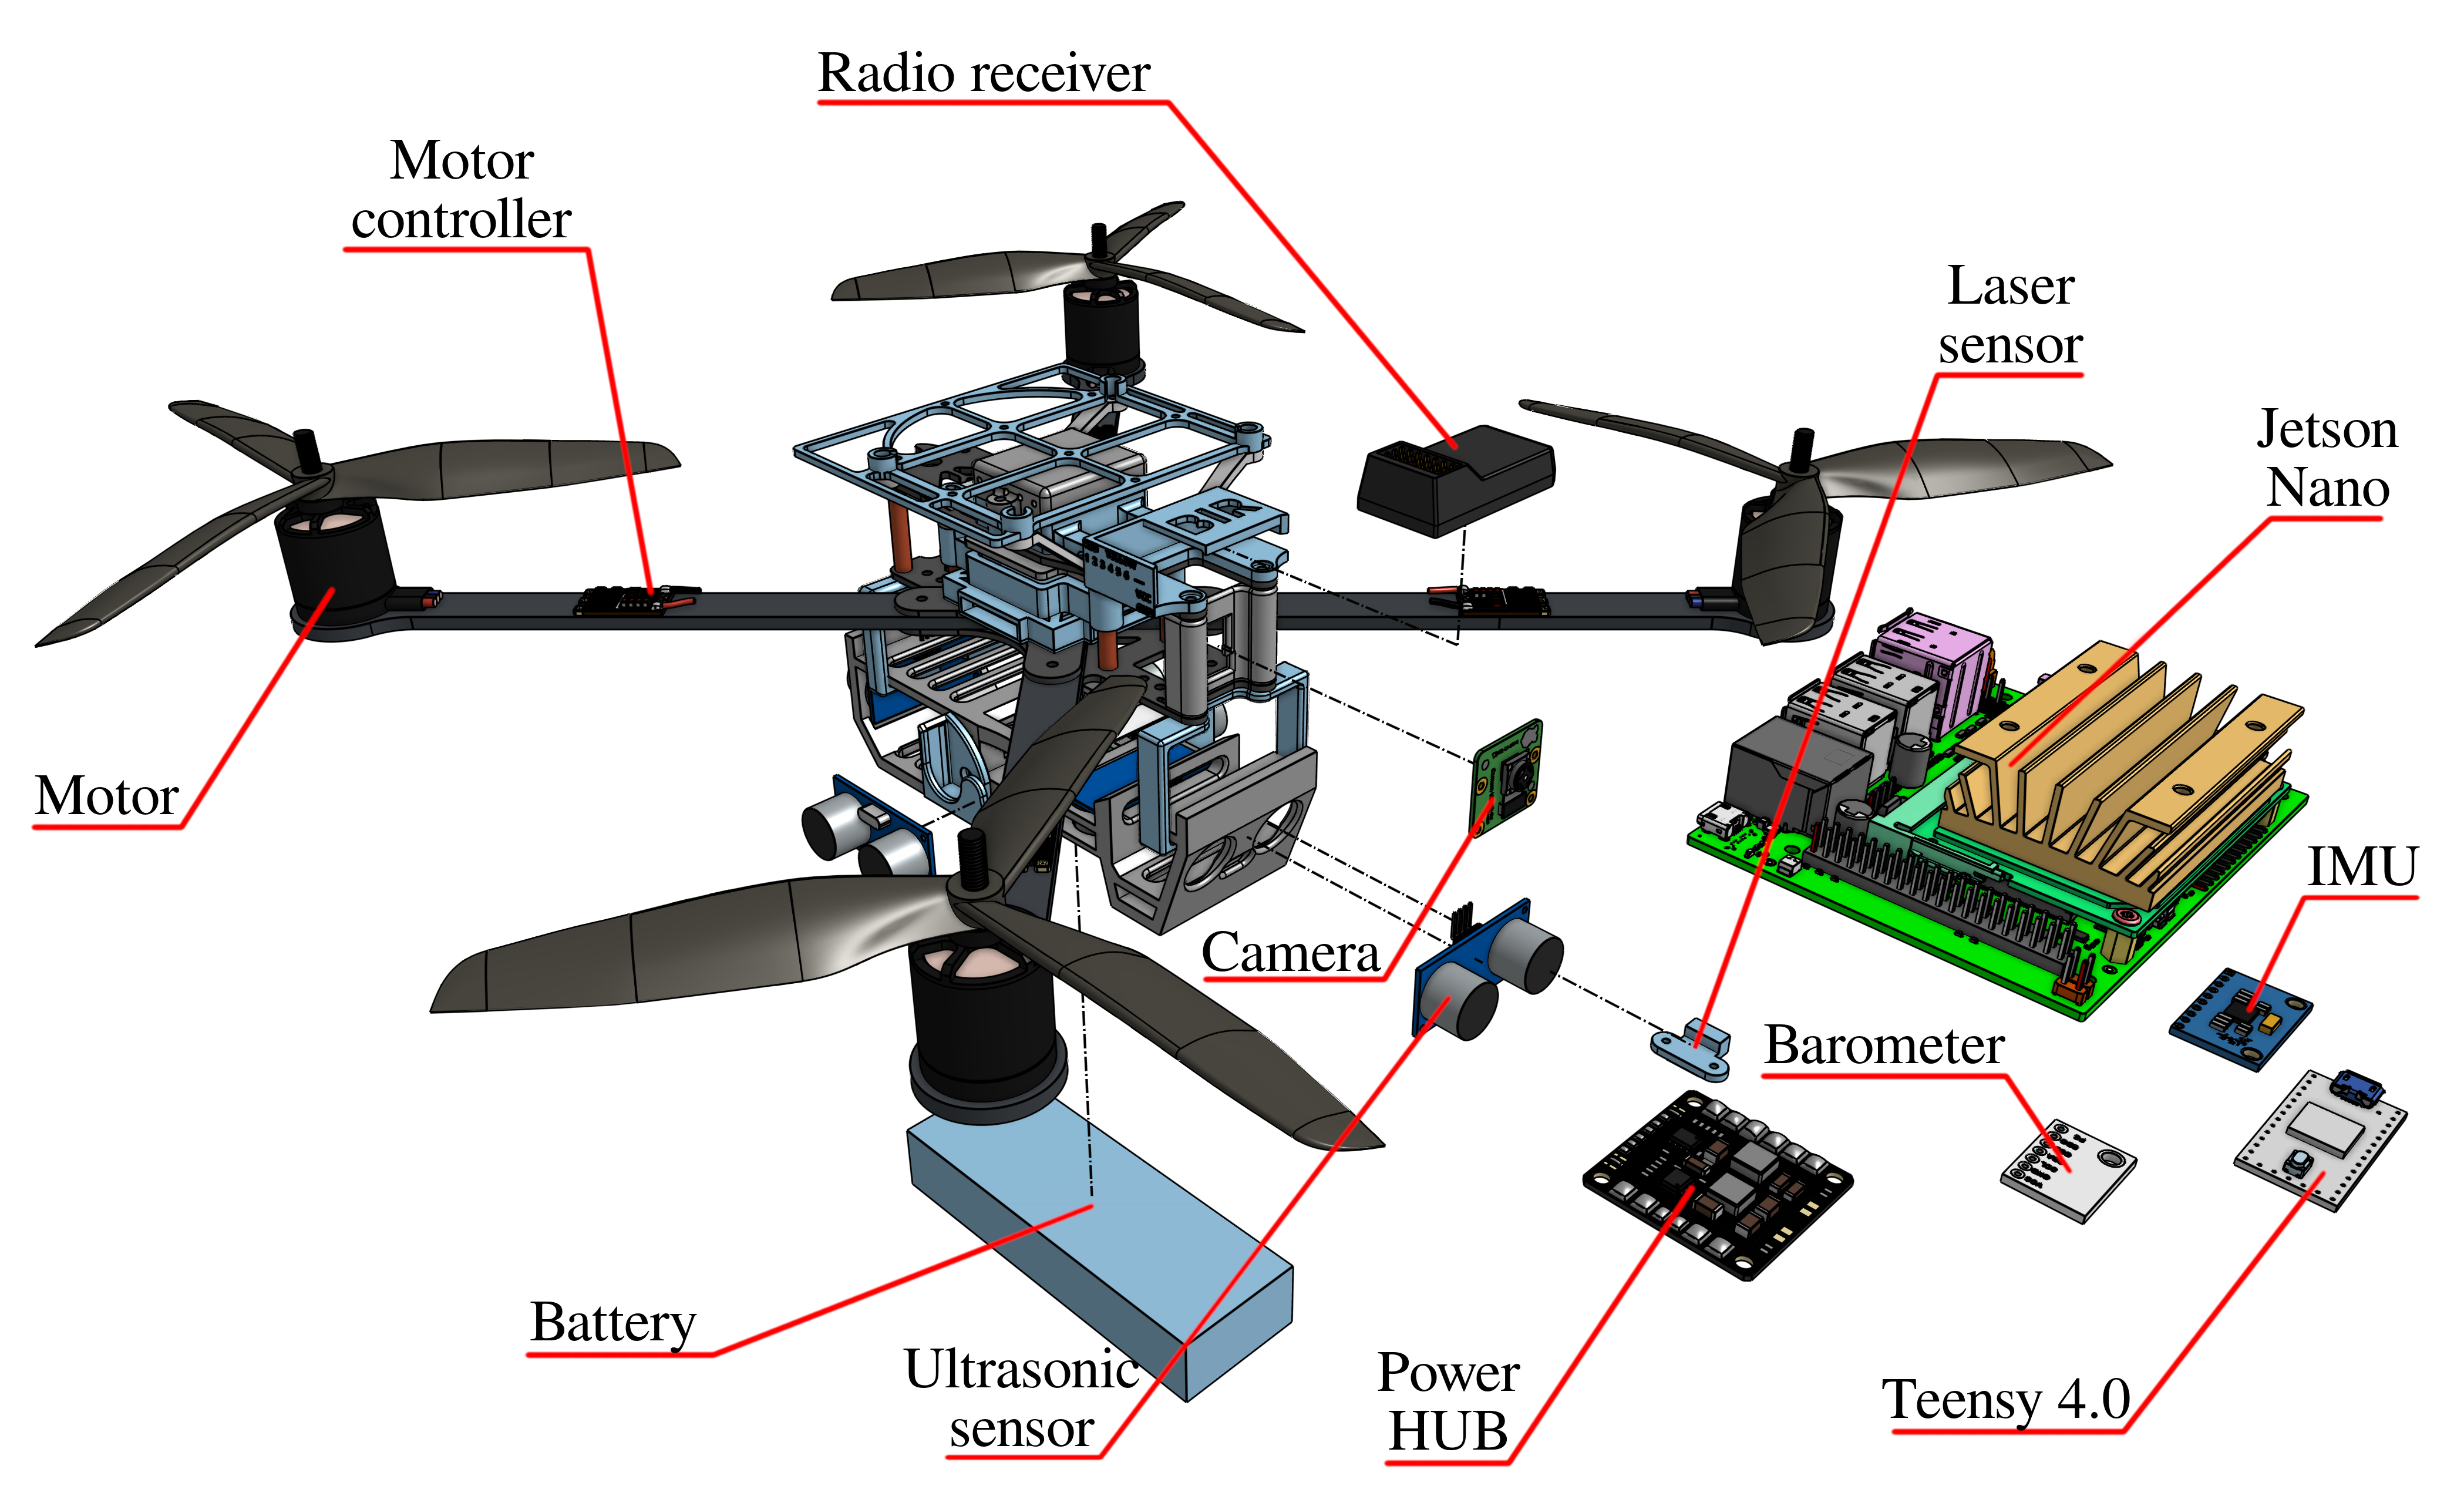 Radio receiver
Motor
controller
Laser
sensor
Jetson
Nano
Motor
IMU
Camera
Barometer
Battery
Ultrasonic
sensor
Power
HUB
Teensy 4.0